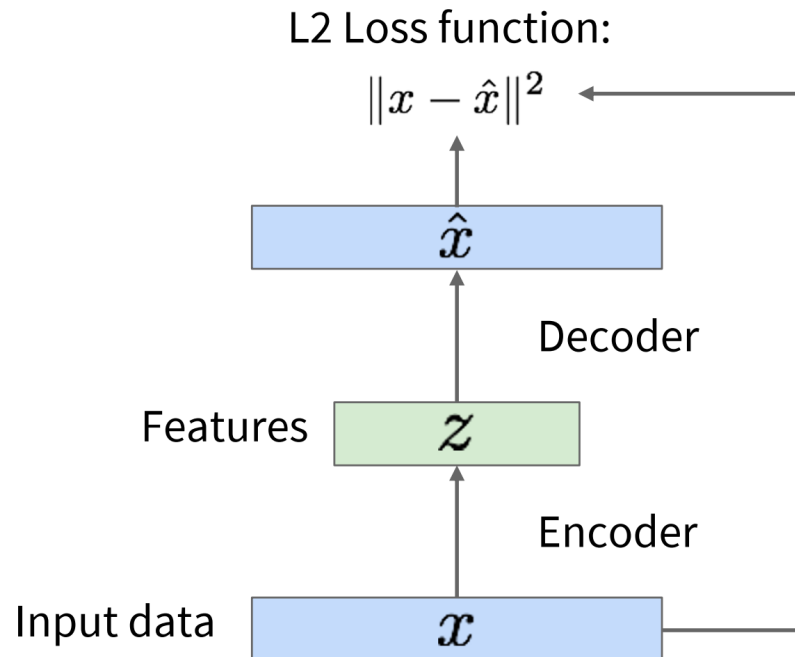 L2 Loss function:
‖x − x̂‖²
x̂
Decoder
Features
z
Encoder
Input data
x